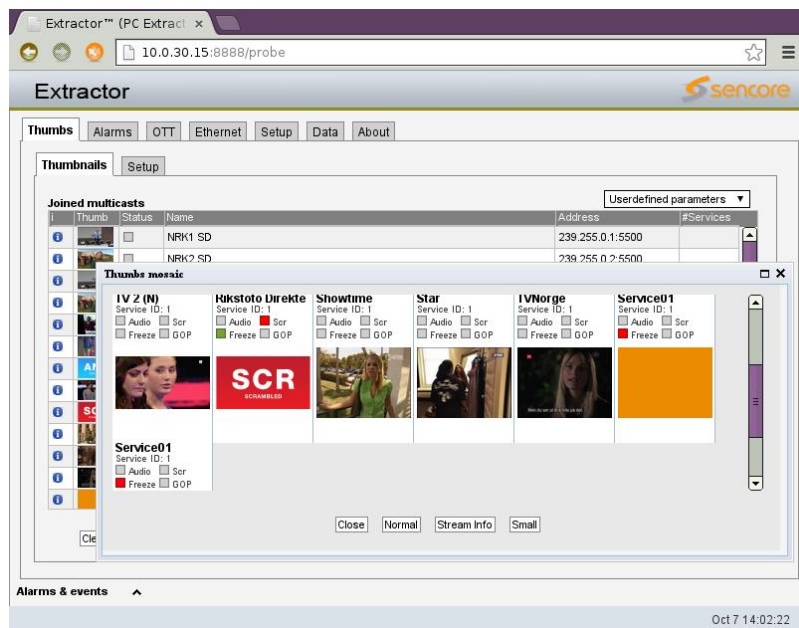 Extractor™ (PC Extract
10.0.30.15:8888/probe
Extractor
sencore
Thumbs Alarms OTT Ethernet Setup Data About
Thumbnails Setup
Joined multicasts
Userdefined parameters
i Thumb Status Name Address #Services
NRK1 SD 239.255.0.1:5500
NRK2 SD 239.255.0.2:5500
Thumbs mosaic
TV 2 (N) Rikstoto Direkte Showtime Star TVNorge Service01
Service ID: 1 Service ID: 1 Service ID: 1 Service ID: 1 Service ID: 1 Service ID: 1
Audio Scr Audio Scr Audio Scr Audio Scr Audio Scr Audio Scr
Freeze GOP Freeze GOP Freeze GOP Freeze GOP Freeze GOP Freeze GOP
SCR
SCRAMBLED
Service01
Service ID: 1
Audio Scr
Freeze GOP
Close Normal Stream Info Small
Cle
Alarms & events
Oct 7 14:02:22